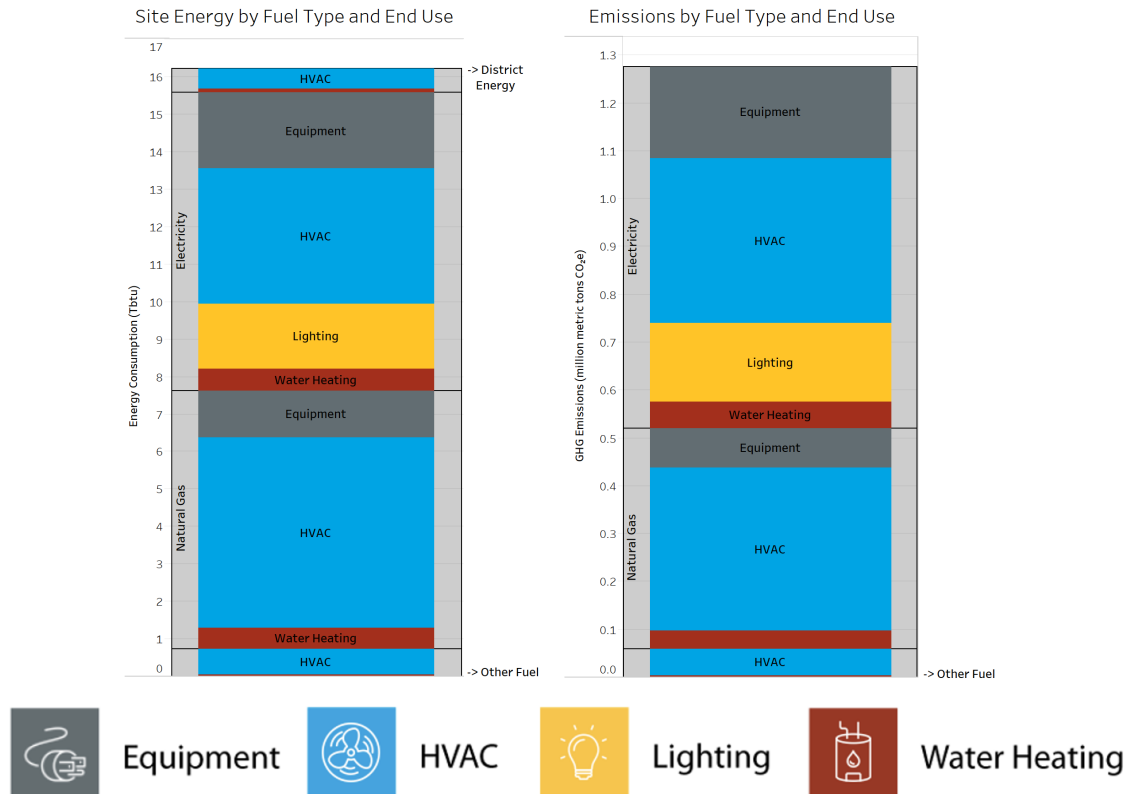 Site Energy by Fuel Type and End Use
17
16
15
14
13
12
11
10
9
8
7
6
5
4
3
2
1
0
Energy Consumption (Tbtu)
Electricity
Natural Gas
HVAC
Equipment
HVAC
Lighting
Water Heating
Equipment
HVAC
Water Heating
HVAC
-> District
Energy
-> Other Fuel
Emissions by Fuel Type and End Use
1.3
1.2
1.1
1.0
0.9
0.8
0.7
0.6
0.5
0.4
0.3
0.2
0.1
0.0
GHG Emissions (million metric tons CO₂e)
Electricity
Natural Gas
Equipment
HVAC
Lighting
Water Heating
Equipment
HVAC
HVAC
-> Other Fuel
Equipment
HVAC
Lighting
Water Heating